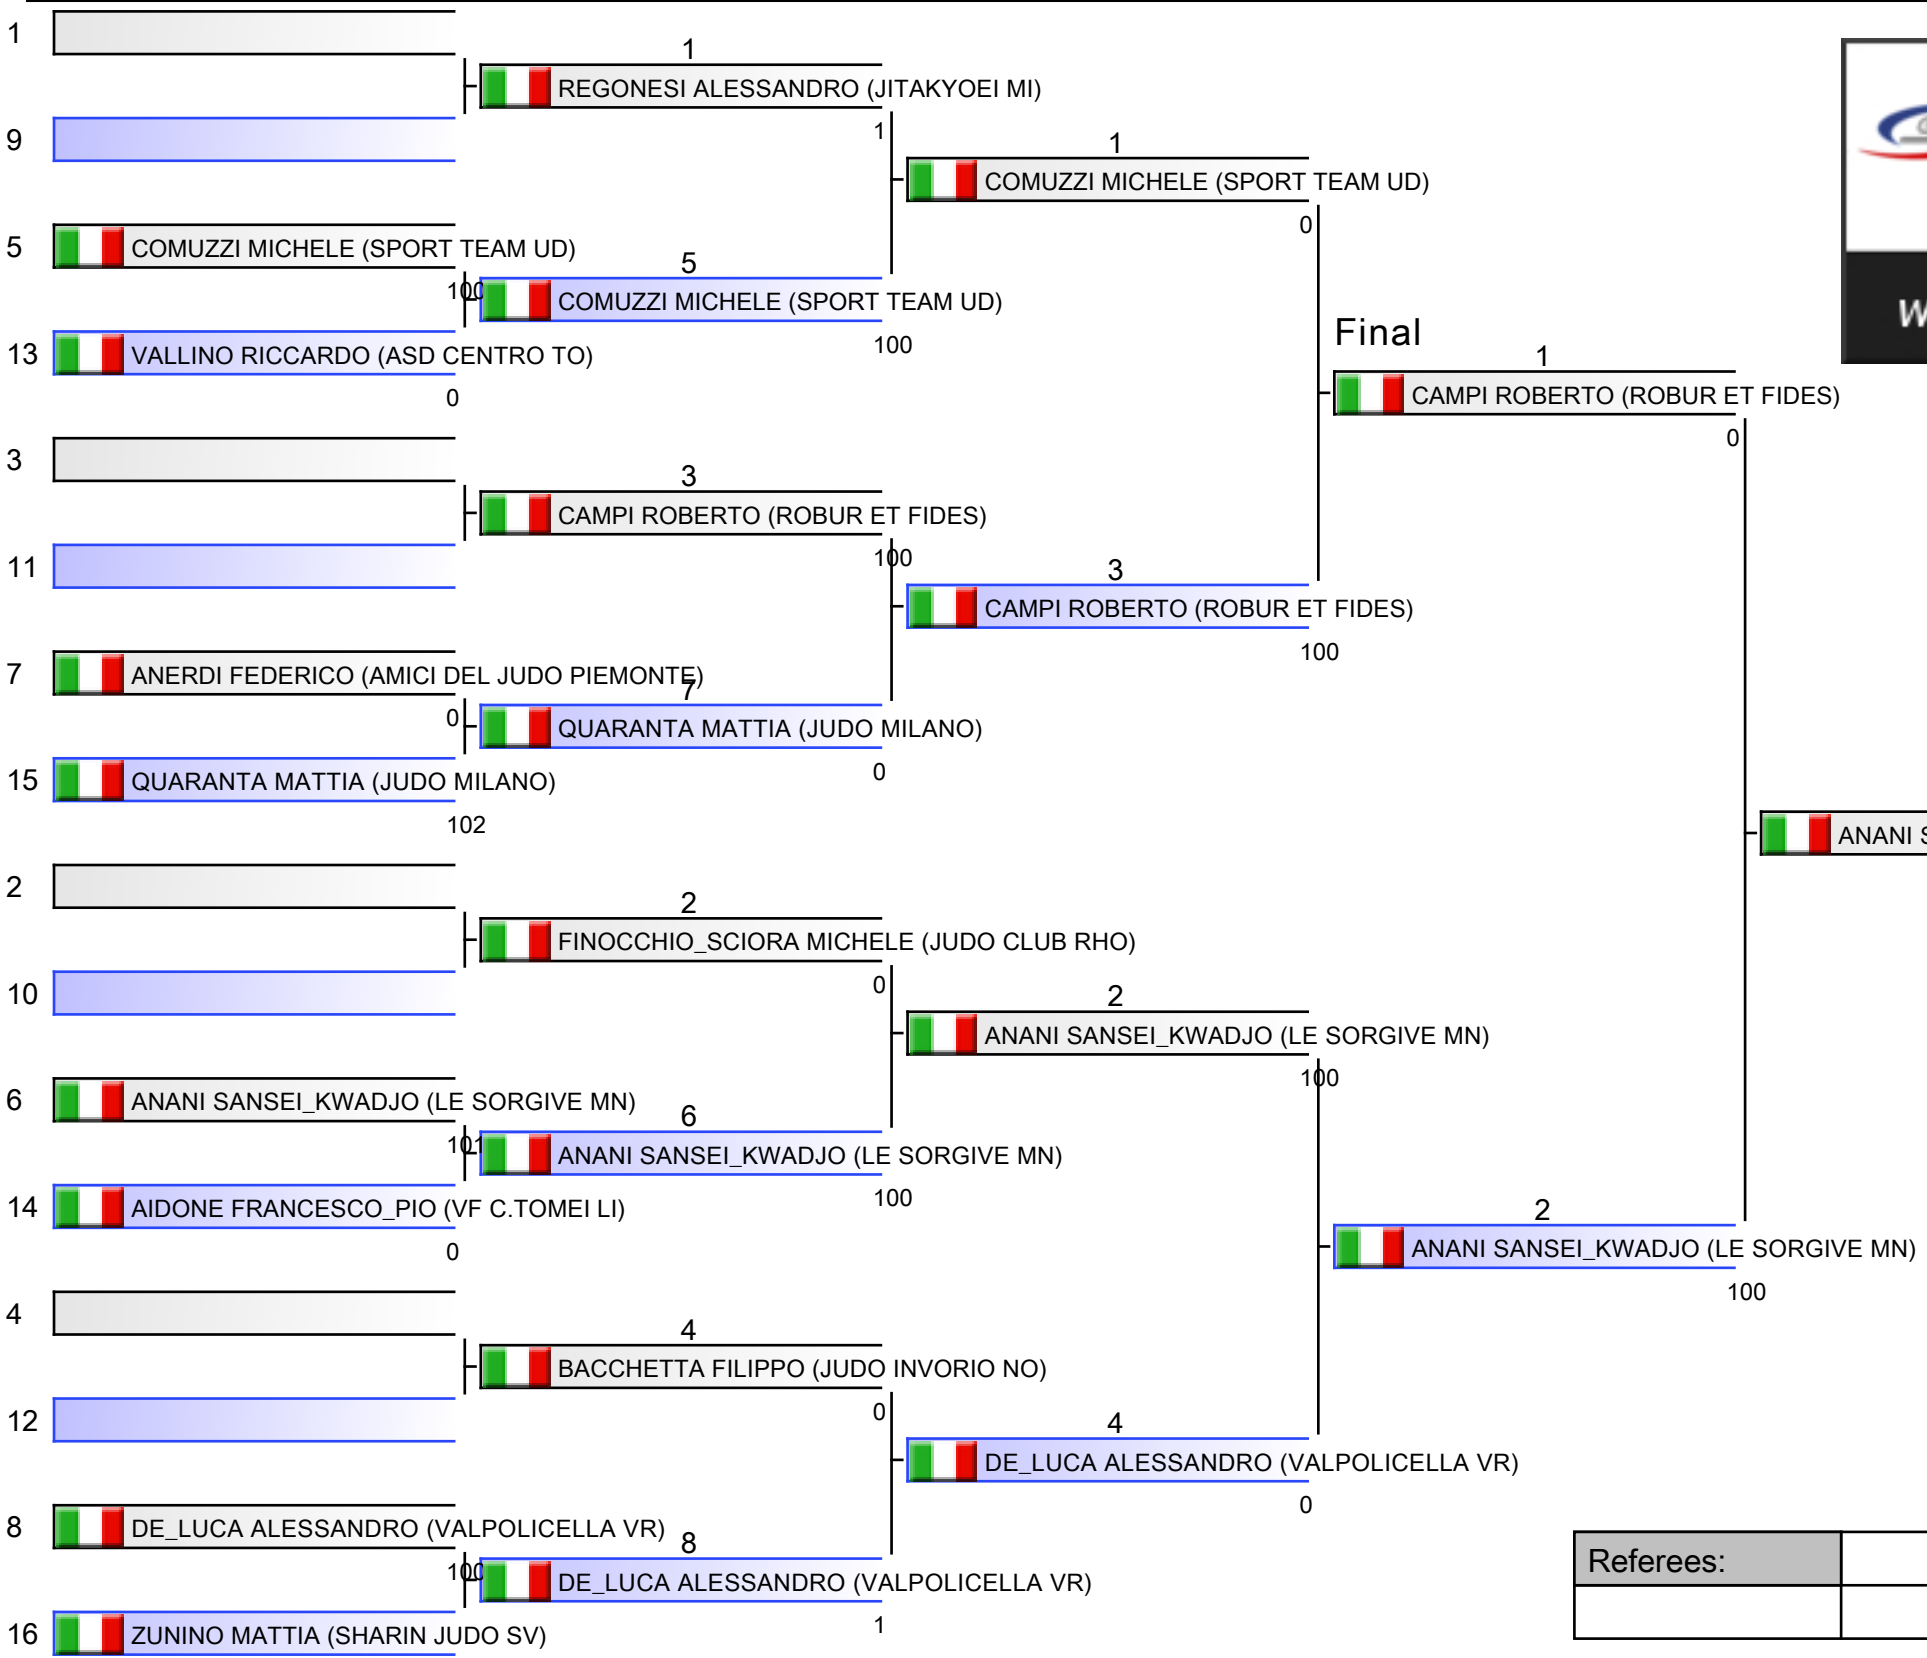 1
1
REGONESI ALESSANDRO (JITAKYOEI MI)
9
1
1
COMUZZI MICHELE (SPORT TEAM UD)
0
5
COMUZZI MICHELE (SPORT TEAM UD)
100
5
COMUZZI MICHELE (SPORT TEAM UD)
100
13
VALLINO RICCARDO (ASD CENTRO TO)
0
Final
1
CAMPI ROBERTO (ROBUR ET FIDES)
0
3
3
CAMPI ROBERTO (ROBUR ET FIDES)
100
11
3
CAMPI ROBERTO (ROBUR ET FIDES)
100
7
ANERDI FEDERICO (AMICI DEL JUDO PIEMONTE)
0
7
QUARANTA MATTIA (JUDO MILANO)
0
15
QUARANTA MATTIA (JUDO MILANO)
102
ANANI
2
2
FINOCCHIO_SCIORA MICHELE (JUDO CLUB RHO)
0
10
2
ANANI SANSEI_KWADJO (LE SORGIVE MN)
100
6
ANANI SANSEI_KWADJO (LE SORGIVE MN)
101
6
ANANI SANSEI_KWADJO (LE SORGIVE MN)
100
14
AIDONE FRANCESCO_PIO (VF C.TOMEI LI)
0
2
ANANI SANSEI_KWADJO (LE SORGIVE MN)
100
4
4
BACCHETTA FILIPPO (JUDO INVORIO NO)
0
12
4
DE_LUCA ALESSANDRO (VALPOLICELLA VR)
0
8
DE_LUCA ALESSANDRO (VALPOLICELLA VR)
100
8
DE_LUCA ALESSANDRO (VALPOLICELLA VR)
1
16
ZUNINO MATTIA (SHARIN JUDO SV)
Referees: